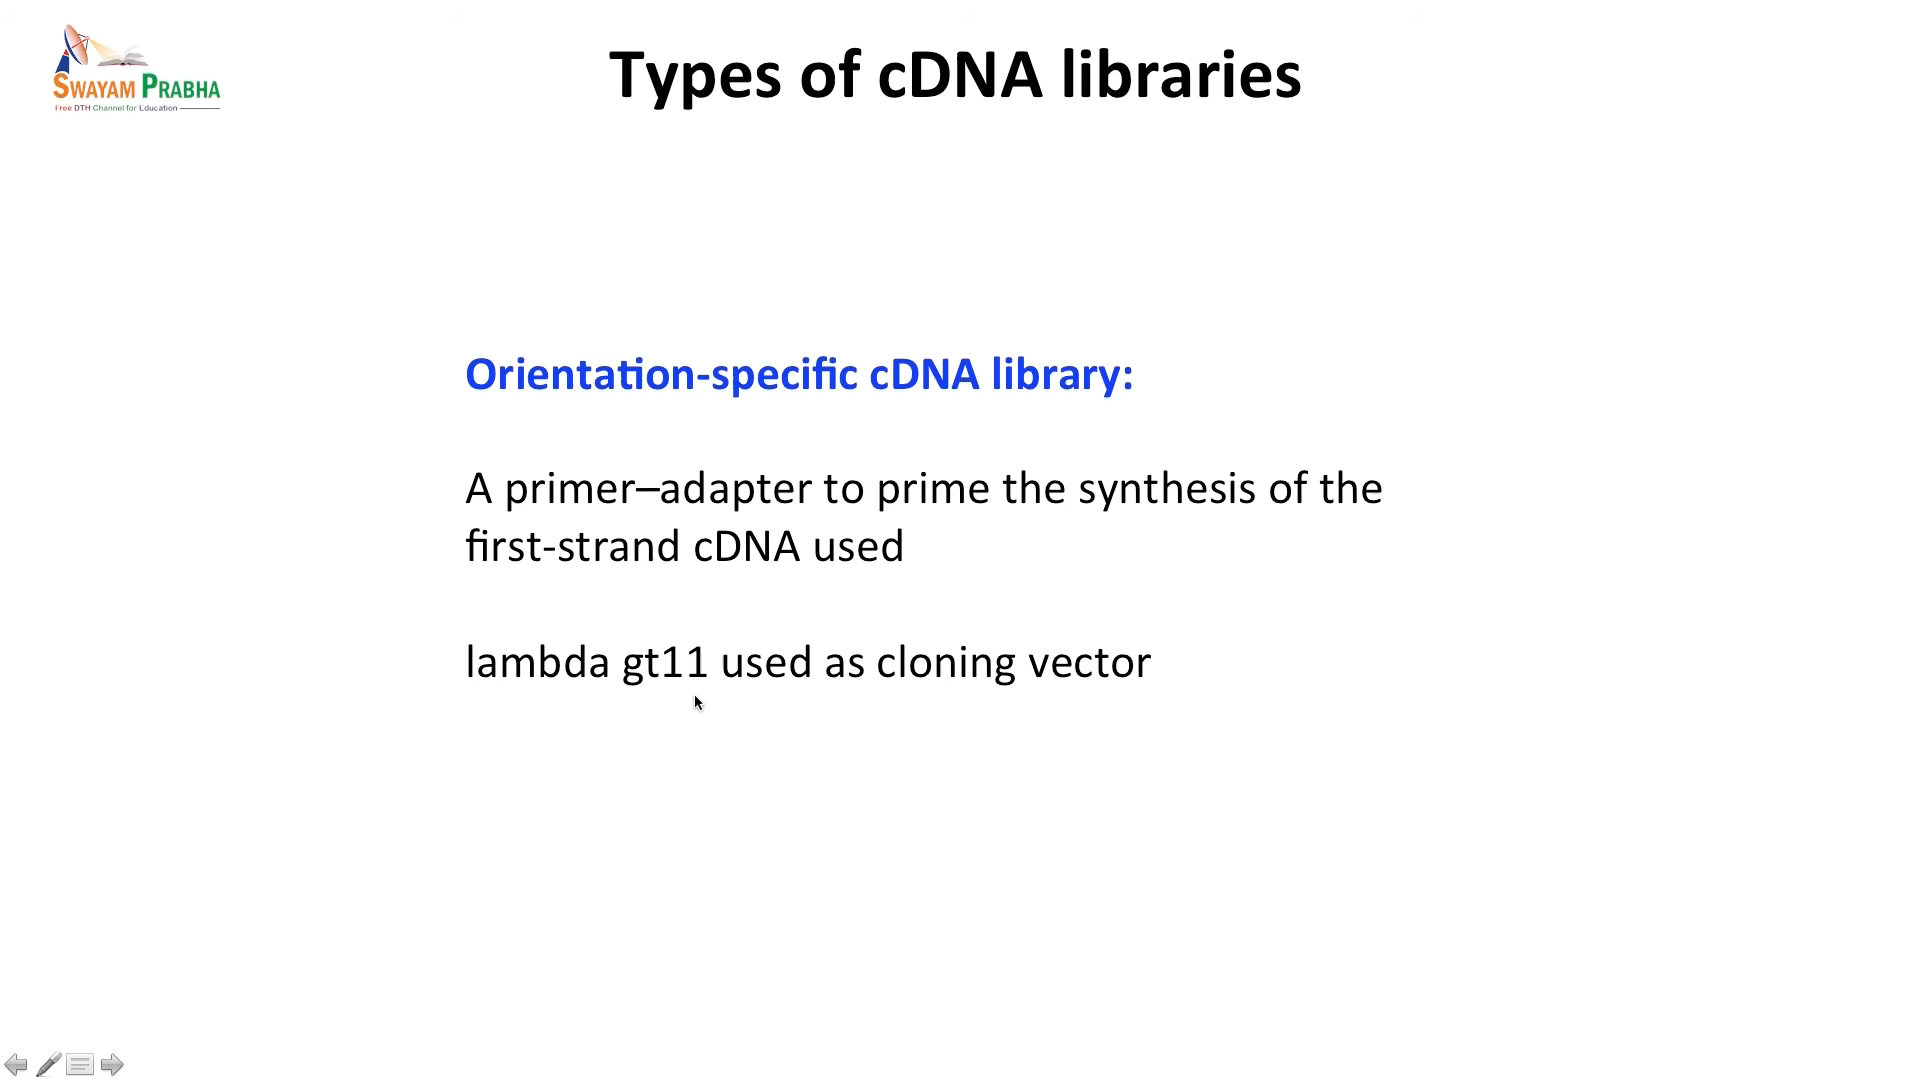 SWAYAM PRABHA
Free DTH Channel for Education
Types of cDNA libraries
Orientation-specific cDNA library:
A primer–adapter to prime the synthesis of the
first-strand cDNA used
lambda gt11 used as cloning vector